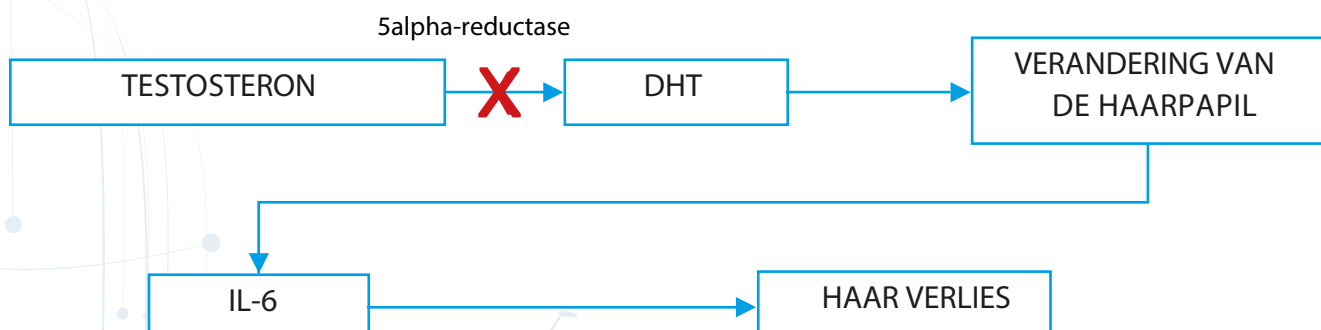 5alpha-reductase
TESTOSTERON
X
DHT
VERANDERING VAN
DE HAARPAPIL
IL-6
HAAR VERLIES